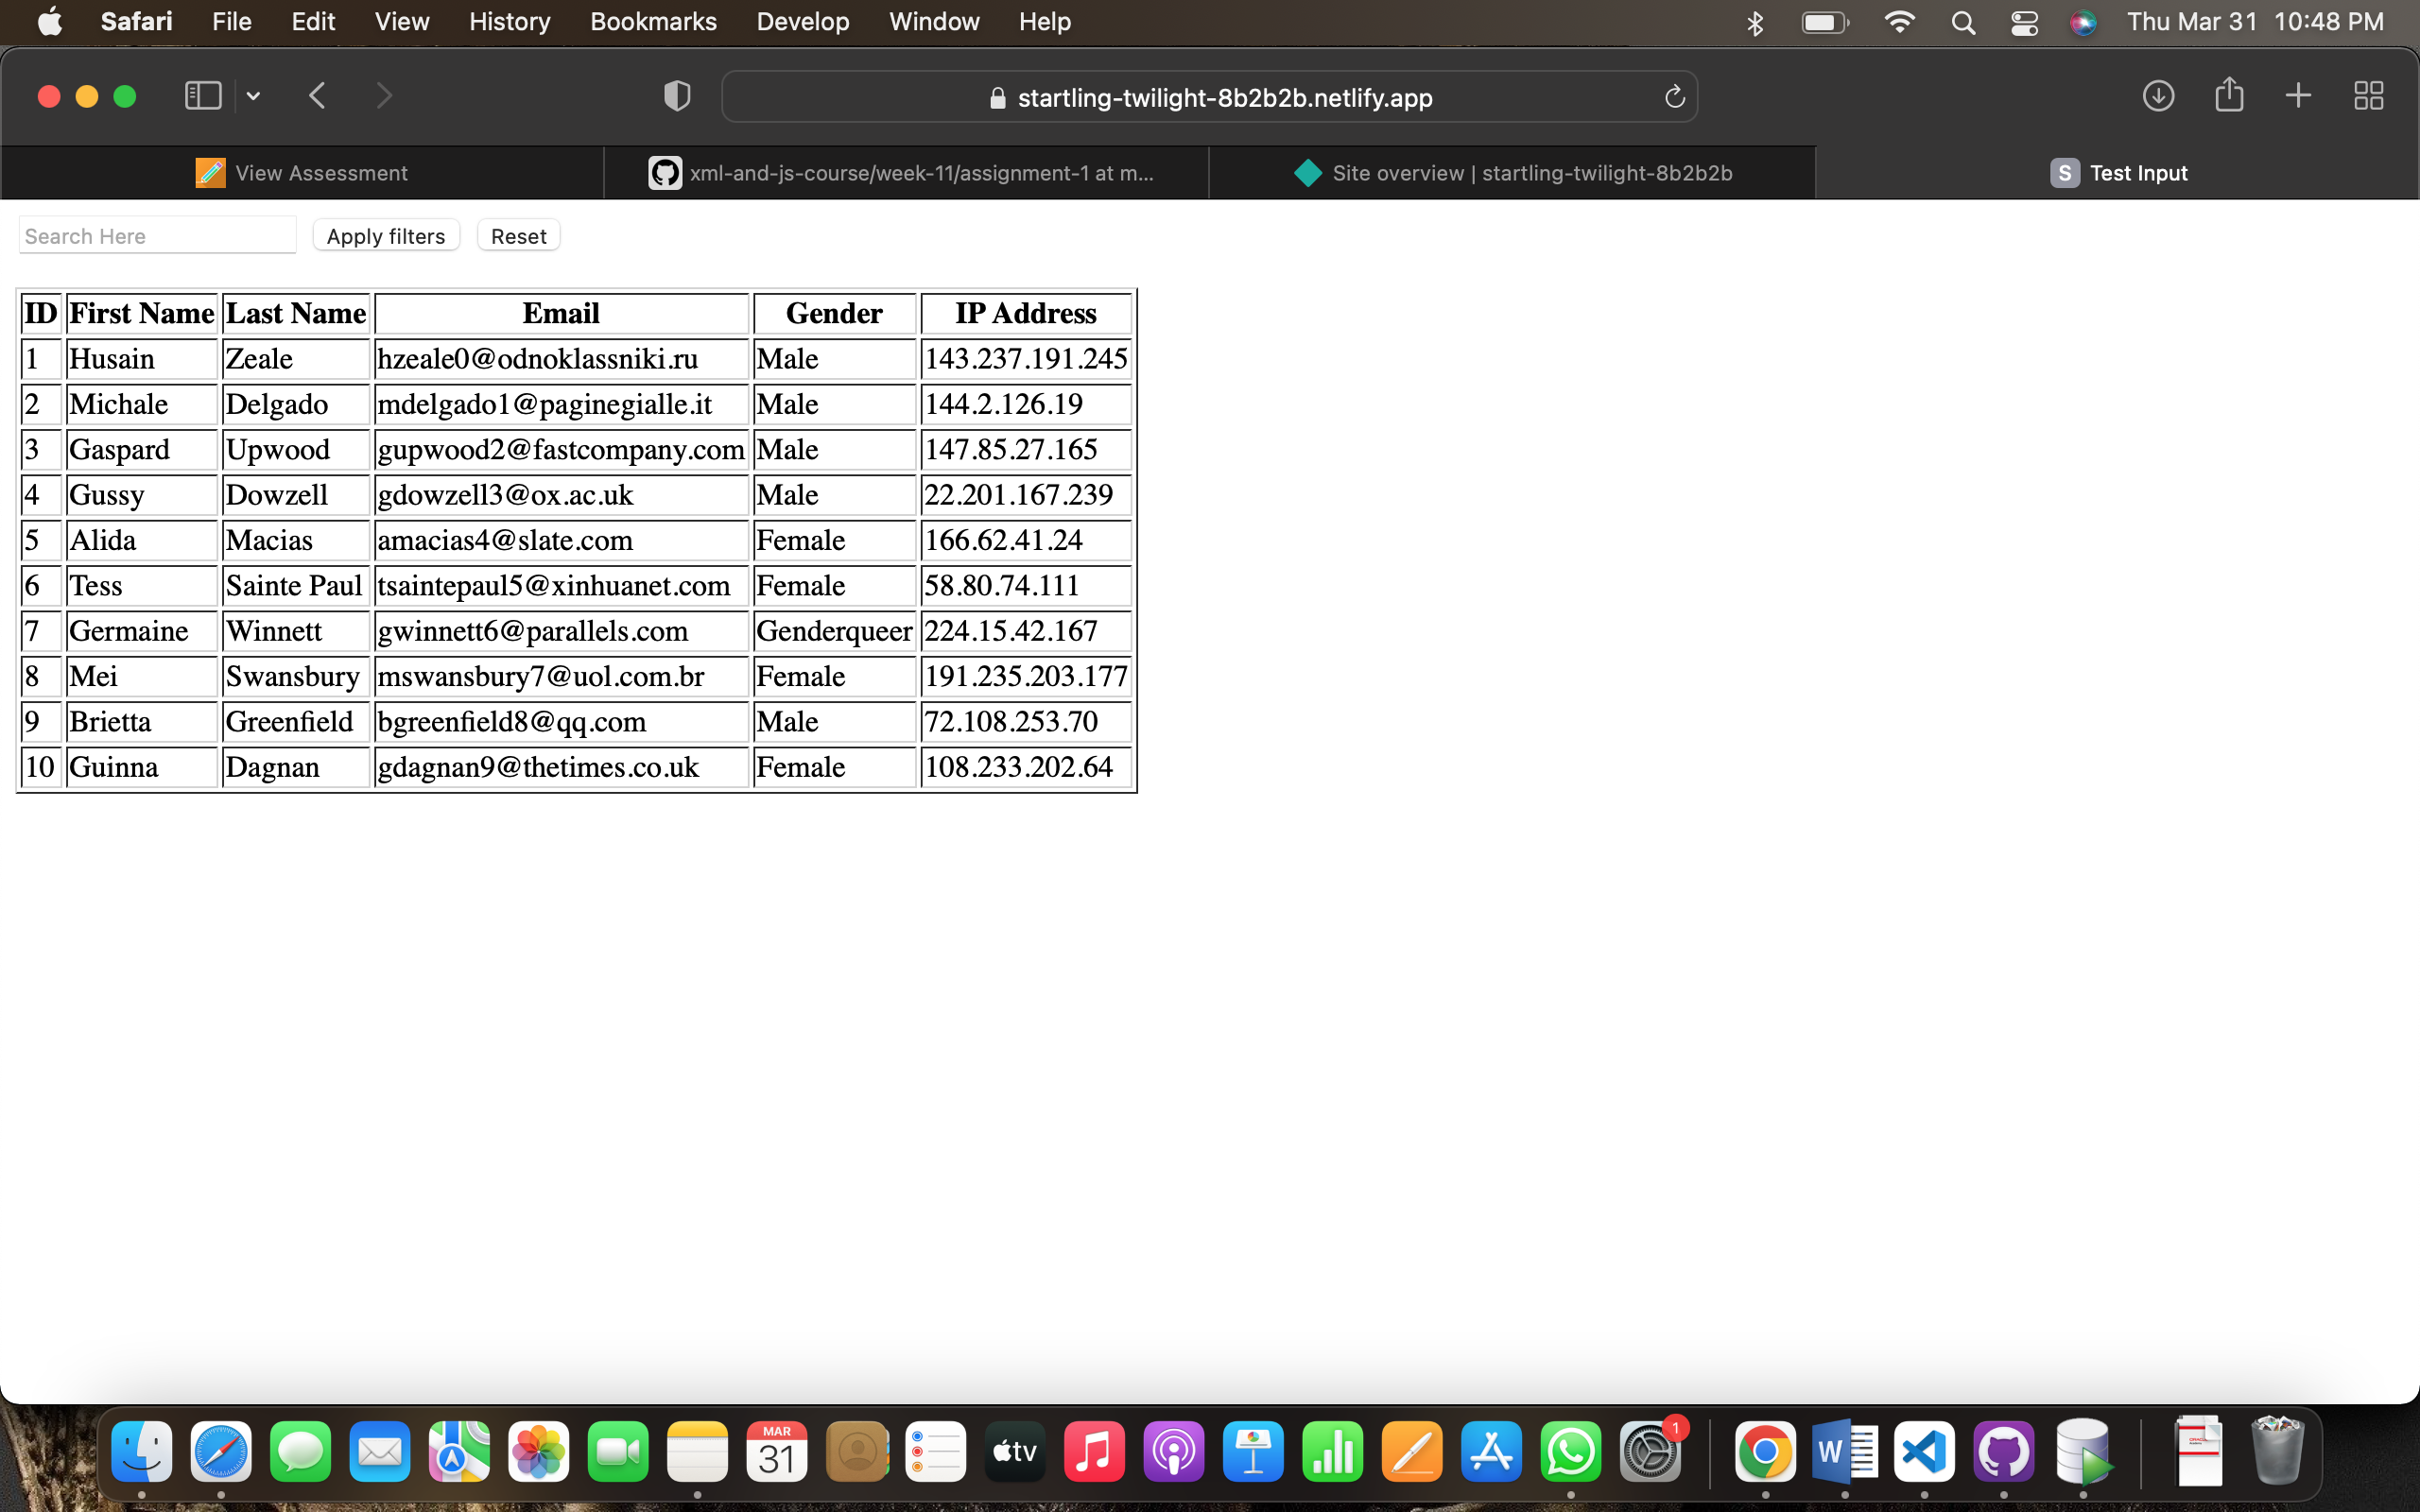 Safari File Edit View History Bookmarks Develop Window Help Thu Mar 31 10:48 PM
startling-twilight-8b2b2b.netlify.app
View Assessment xml-and-js-course/week-11/assignment-1 at m... Site overview | startling-twilight-8b2b2b S Test Input
Search Here Apply filters Reset
ID First Name Last Name Email Gender IP Address
1 Husain Zeale hzeale0@odnoklassniki.ru Male 143.237.191.245
2 Michale Delgado mdelgado1@paginegialle.it Male 144.2.126.19
3 Gaspard Upwood gupwood2@fastcompany.com Male 147.85.27.165
4 Gussy Dowzell gdowzell3@ox.ac.uk Male 22.201.167.239
5 Alida Macias amacias4@slate.com Female 166.62.41.24
6 Tess Sainte Paul tsaintepaul5@xinhuanet.com Female 58.80.74.111
7 Germaine Winnett gwinnett6@parallels.com Genderqueer 224.15.42.167
8 Mei Swansbury mswansbury7@uol.com.br Female 191.235.203.177
9 Brietta Greenfield bgreenfield8@qq.com Male 72.108.253.70
10 Guinna Dagnan gdagnan9@thetimes.co.uk Female 108.233.202.64
MAR
31
tv
1
W